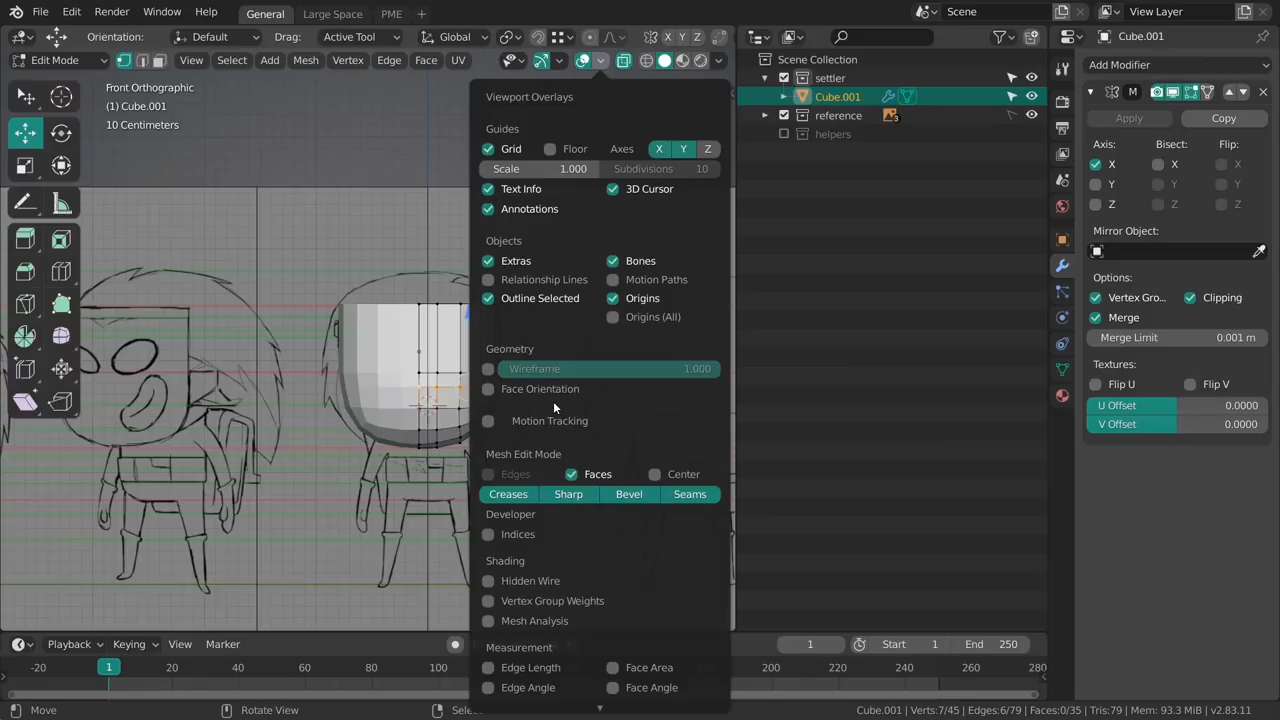 File Edit Render Window Help General Large Space PME Scene View Layer
Orientation: Default Drag: Active Tool Global X Y Z
Cube.001
Edit Mode View Select Add Mesh Vertex Edge Face UV
Front Orthographic
(1) Cube.001
10 Centimeters
Viewport Overlays
Guides
Grid Floor Axes X Y Z
Scale 1.000 Subdivisions 10
Text Info 3D Cursor
Annotations
Objects
Extras Bones
Relationship Lines Motion Paths
Outline Selected Origins
Origins (All)
Geometry
Wireframe 1.000
Face Orientation
Motion Tracking
Mesh Edit Mode
Edges Faces Center
Creases Sharp Bevel Seams
Developer
Indices
Shading
Hidden Wire
Vertex Group Weights
Mesh Analysis
Measurement
Edge Length Face Area
Edge Angle Face Angle
Scene Collection
settler
Cube.001
reference 3
helpers
Add Modifier
M
Apply Copy
Axis: Bisect: Flip:
X X X
Y Y Y
Z Z Z
Mirror Object:
Options:
Vertex Gro... Clipping
Merge
Merge Limit 0.001 m
Textures:
Flip U Flip V
U Offset 0.0000
V Offset 0.0000
Playback Keying View Marker 1 Start 1 End 250
-20 1 20 40 60 80 100 200 220 240 260 280
Move Rotate View Select Cube.001 | Verts:7/45 | Edges:6/79 | Faces:0/35 | Tris:79 | Mem: 93.3 MiB | v2.83.11